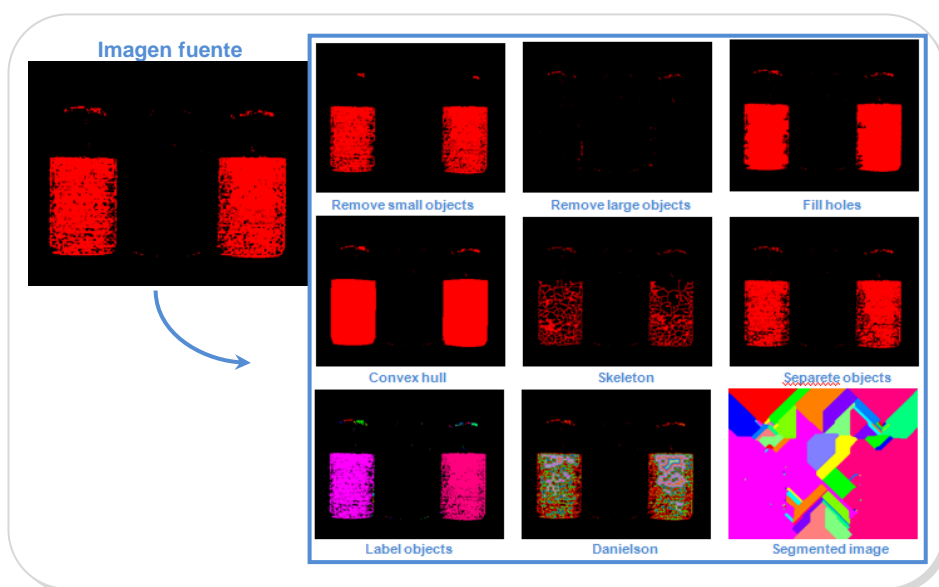 Imagen fuente
Remove small objects
Remove large objects
Fill holes
Convex hull
Skeleton
Separete objects
Label objects
Danielson
Segmented image